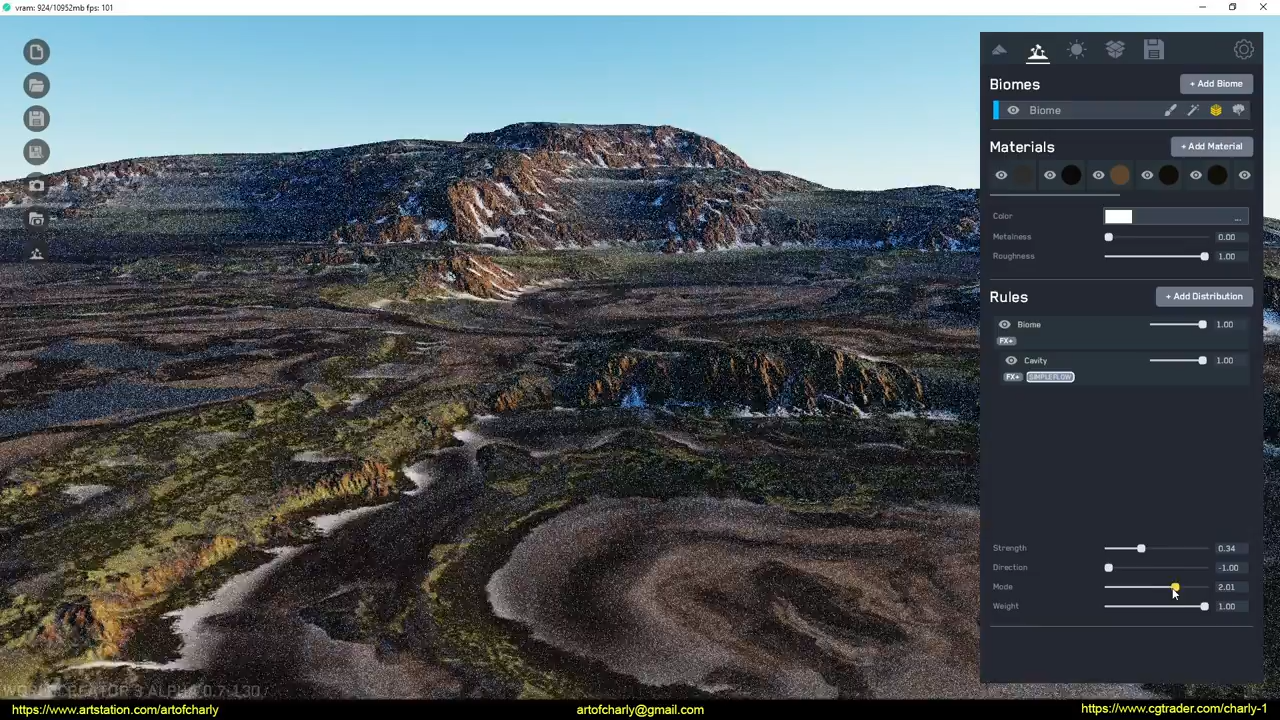 vram: 924/10952mb fps: 101
Biomes
+ Add Biome
Biome
Materials
+ Add Material
Color
...
Metalness
0.00
Roughness
1.00
Rules
+ Add Distribution
Biome
1.00
FX+
Cavity
1.00
FX+ SIMPLEFLOW
Strength
0.34
Direction
-1.00
Mode
2.01
Weight
1.00
https://www.artstation.com/artofcharly
artofcharly@gmail.com
https://www.cgtrader.com/charly-1